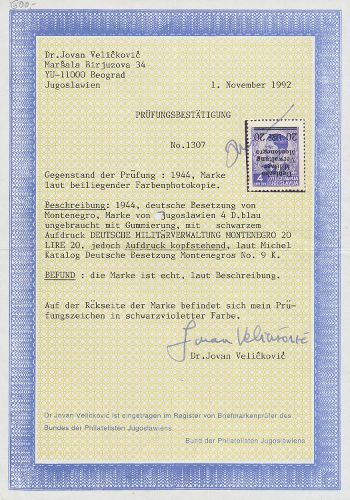 Dr.Jovan Veličković
Maršala Birjuzova 34
YU-11000 Beograd
Jugoslawien
1. November 1992
PRÜFUNGSBESTÄTIGUNG
No.1307
Gegenstand der Prüfung : 1944, Marke
laut beiliegender Farbenphotokopie.
Beschreibung: 1944, deutsche Besetzung von
Montenegro, Marke von Jugoslawien 4 D.blau
ungebraucht mit Gummierung, mit schwarzem
Aufdruck DEUTSCHE MILITÄRVERWALTUNG MONTENEGRO 20
LIRE 20, jedoch Aufdruck kopfstehend, laut Michel
Katalog Deutsche Besetzung Montenegros No. 9 K.
BEFUND : die Marke ist echt, laut Beschreibung.
Auf der Rückseite der Marke befindet sich mein Prü-
fungszeichen in schwarzvioletter Farbe.
Jovan Veličković
Dr.Jovan Veličković
Dr Jovan Veličković ist eingetragen im Register von Briefmarkenprüfer des
Bundes der Philatelisten Jugoslawiens.
Bund der Philatelisten Jugoslawiens